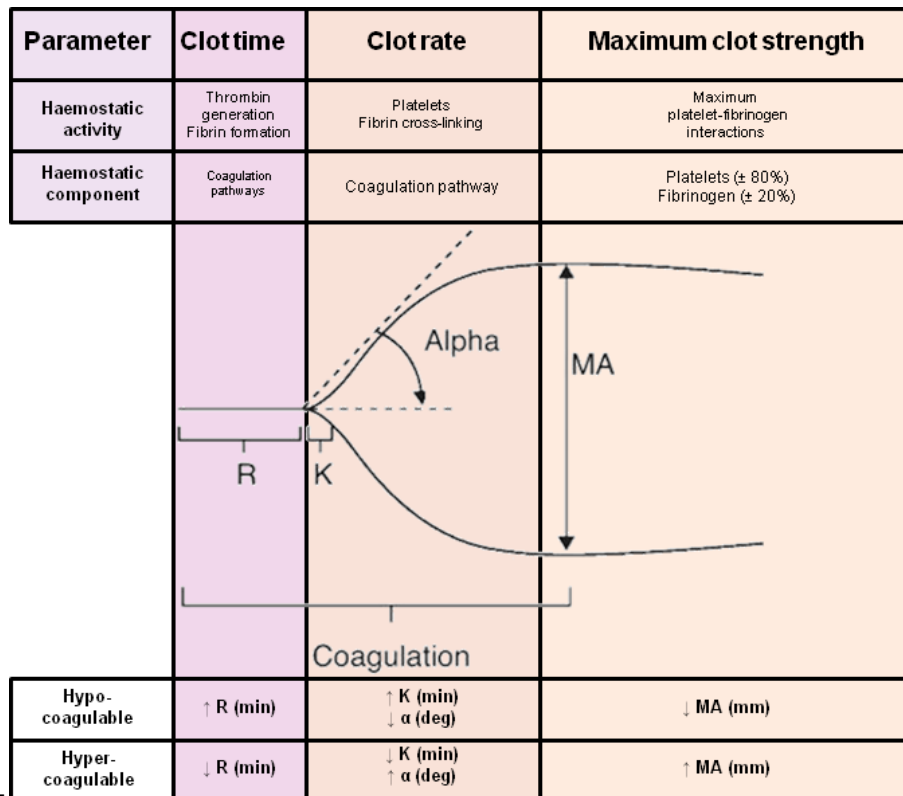 Parameter
Clot time
Clot rate
Maximum clot strength
Haemostatic
activity
Thrombin
generation
Fibrin formation
Platelets
Fibrin cross-linking
Maximum
platelet-fibrinogen
interactions
Haemostatic
component
Coagulation
pathways
Coagulation pathway
Platelets (± 80%)
Fibrinogen (± 20%)
Alpha
MA
R
K
Coagulation
Hypo-
coagulable
↑ R (min)
↑ K (min)
↓ α (deg)
↓ MA (mm)
Hyper-
coagulable
↓ R (min)
↓ K (min)
↑ α (deg)
↑ MA (mm)